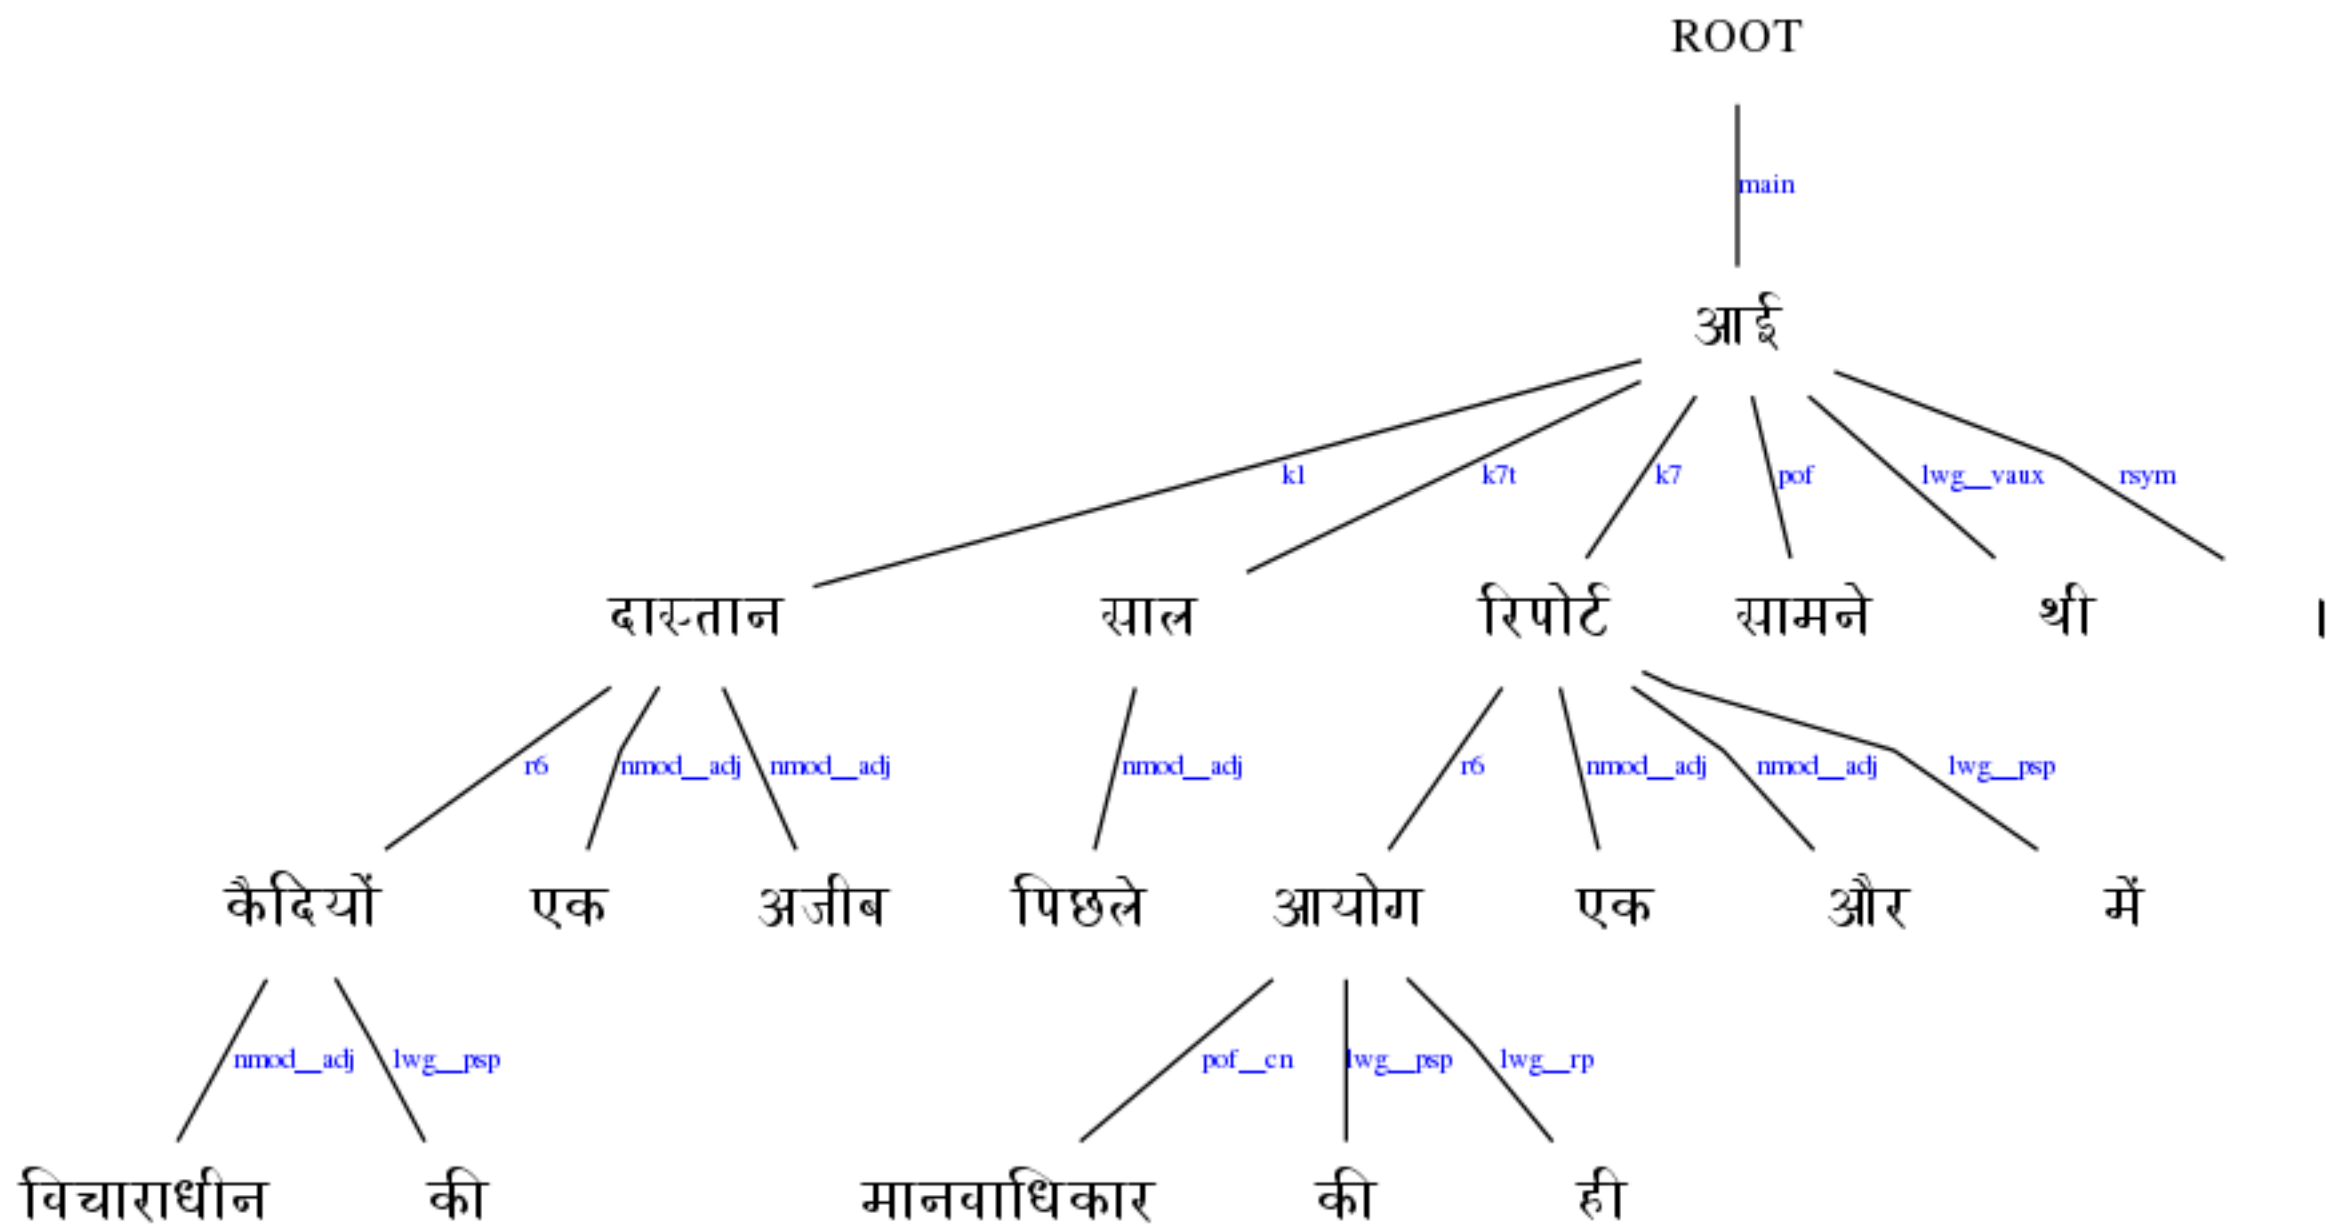 ROOT
main
आई
k1 k7t k7 pof lwg__vaux rsym
दास्तान साल रिपोर्ट सामने थी ।
r6 nmod__adj nmod__adj nmod__adj r6 nmod__adj nmod__adj lwg__psp
कैदियों एक अजीब पिछले आयोग एक और में
nmod__adj lwg__psp pof__cn lwg__psp lwg__rp
विचाराधीन की मानवाधिकार की ही